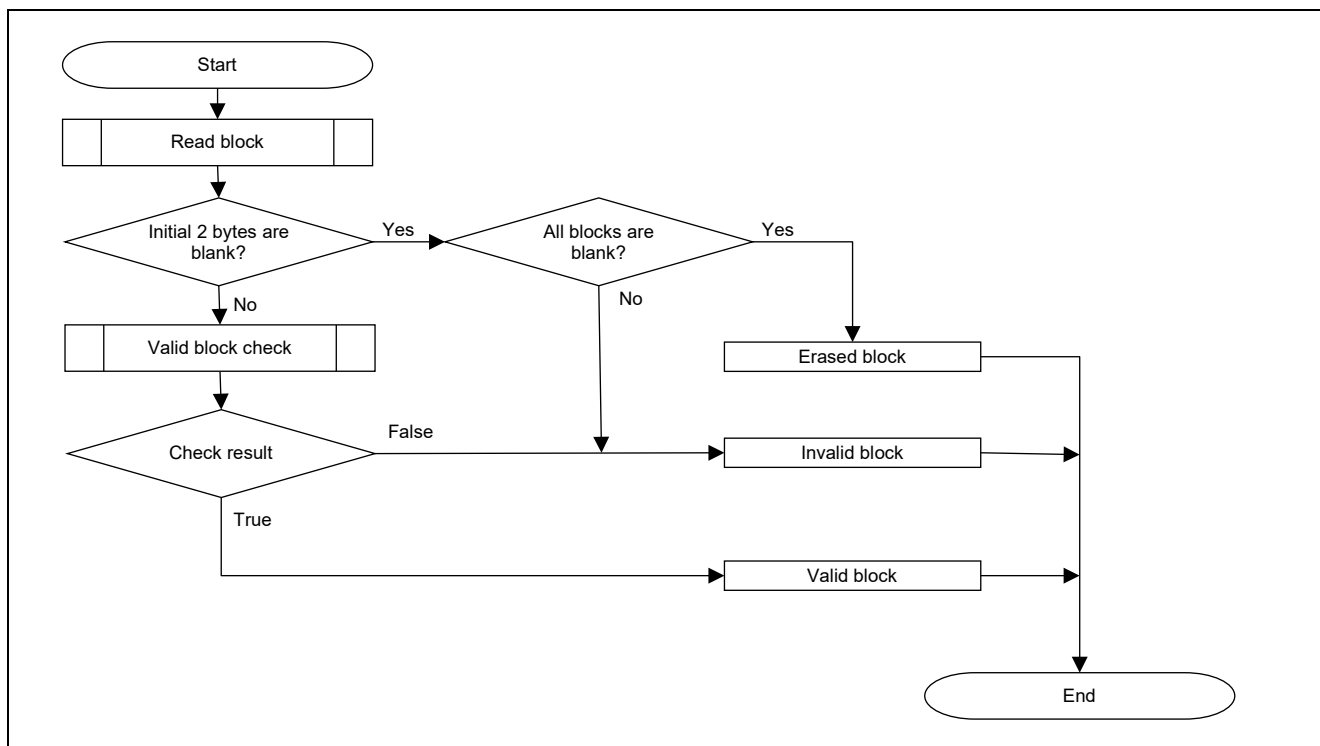 Start
Read block
Initial 2 bytes are
blank?
Yes
All blocks are
blank?
Yes
No
No
Valid block check
Erased block
Check result
False
Invalid block
True
Valid block
End